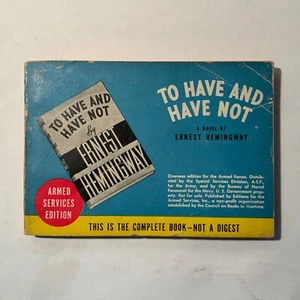 TO HAVE AND
HAVE NOT
By
ERNEST
HEMINGWAY
ARMED
SERVICES
EDITION
TO HAVE AND
HAVE NOT
A NOVEL BY
ERNEST HEMINGWAY
Overseas edition for the Armed Forces. Distrib-
uted by the Special Services Division, A.S.F.,
for the Army, and by the Bureau of Naval
Personnel for the Navy. U. S. Government prop-
erty. Not for sale. Published by Editions for the
Armed Services, Inc., a non-profit organization
established by the Council on Books in Wartime.
THIS IS THE COMPLETE BOOK—NOT A DIGEST